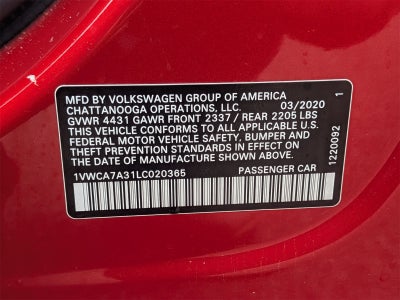 MFD BY VOLKSWAGEN GROUP OF AMERICA
CHATTANOOGA OPERATIONS, LLC. 03/2020 1
GVWR 4431 GAWR FRONT 2337 / REAR 2205 LBS
THIS VEHICLE CONFORMS TO ALL APPLICABLE U.S.
FEDERAL MOTOR VEHICLE SAFETY, BUMPER AND
THEFT PREVENTION STANDARDS IN EFFECT ON THE
DATE OF MANUFACTURE SHOWN ABOVE.
1VWCA7A31LC020365 PASSENGER CAR
1220092